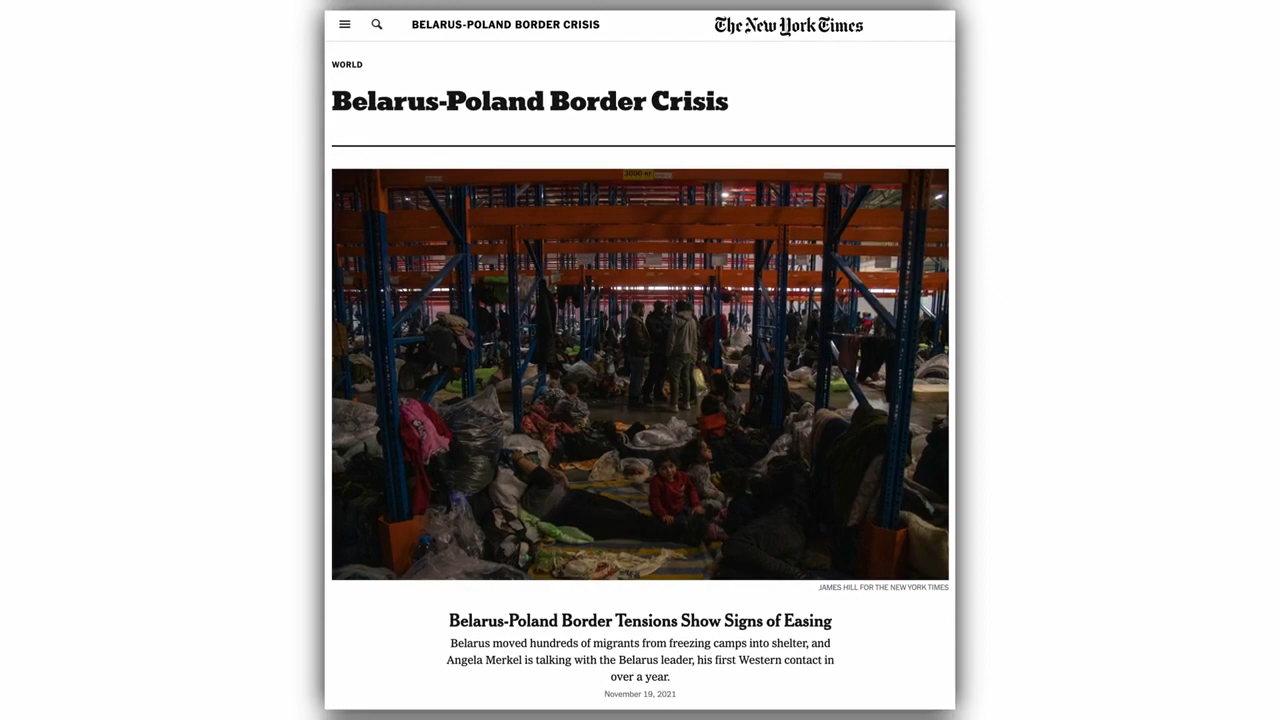 BELARUS-POLAND BORDER CRISIS
The New York Times
WORLD
Belarus-Poland Border Crisis
3000 кг
JAMES HILL FOR THE NEW YORK TIMES
Belarus-Poland Border Tensions Show Signs of Easing
Belarus moved hundreds of migrants from freezing camps into shelter, and
Angela Merkel is talking with the Belarus leader, his first Western contact in
over a year.
November 19, 2021